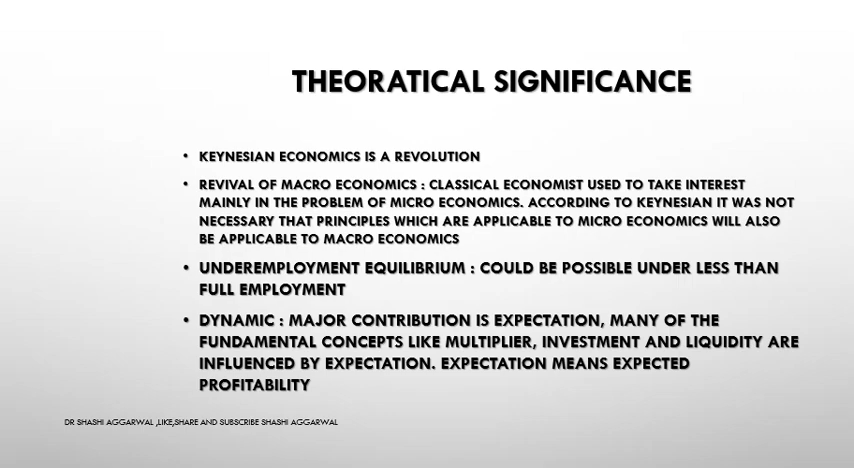 THEORATICAL SIGNIFICANCE
• KEYNESIAN ECONOMICS IS A REVOLUTION
• REVIVAL OF MACRO ECONOMICS : CLASSICAL ECONOMIST USED TO TAKE INTEREST
MAINLY IN THE PROBLEM OF MICRO ECONOMICS. ACCORDING TO KEYNESIAN IT WAS NOT
NECESSARY THAT PRINCIPLES WHICH ARE APPLICABLE TO MICRO ECONOMICS WILL ALSO
BE APPLICABLE TO MACRO ECONOMICS
• UNDEREMPLOYMENT EQUILIBRIUM : COULD BE POSSIBLE UNDER LESS THAN
FULL EMPLOYMENT
• DYNAMIC : MAJOR CONTRIBUTION IS EXPECTATION, MANY OF THE
FUNDAMENTAL CONCEPTS LIKE MULTIPLIER, INVESTMENT AND LIQUIDITY ARE
INFLUENCED BY EXPECTATION. EXPECTATION MEANS EXPECTED
PROFITABILITY
DR SHASHI AGGARWAL ,LIKE,SHARE AND SUBSCRIBE SHASHI AGGARWAL